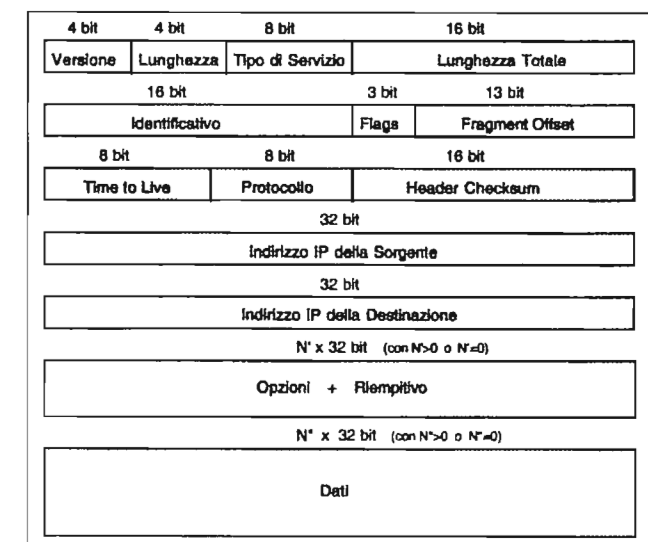 4 bit 4 bit 8 bit 16 bit
Versione Lunghezza Tipo di Servizio Lunghezza Totale
16 bit 3 bit 13 bit
Identificativo Flags Fragment Offset
8 bit 8 bit 16 bit
Time to Live Protocollo Header Checksum
32 bit
Indirizzo IP della Sorgente
32 bit
Indirizzo IP della Destinazione
N' x 32 bit (con N'>0 o N'=0)
Opzioni + Riempitivo
N" x 32 bit (con N">0 o N"=0)
Dati